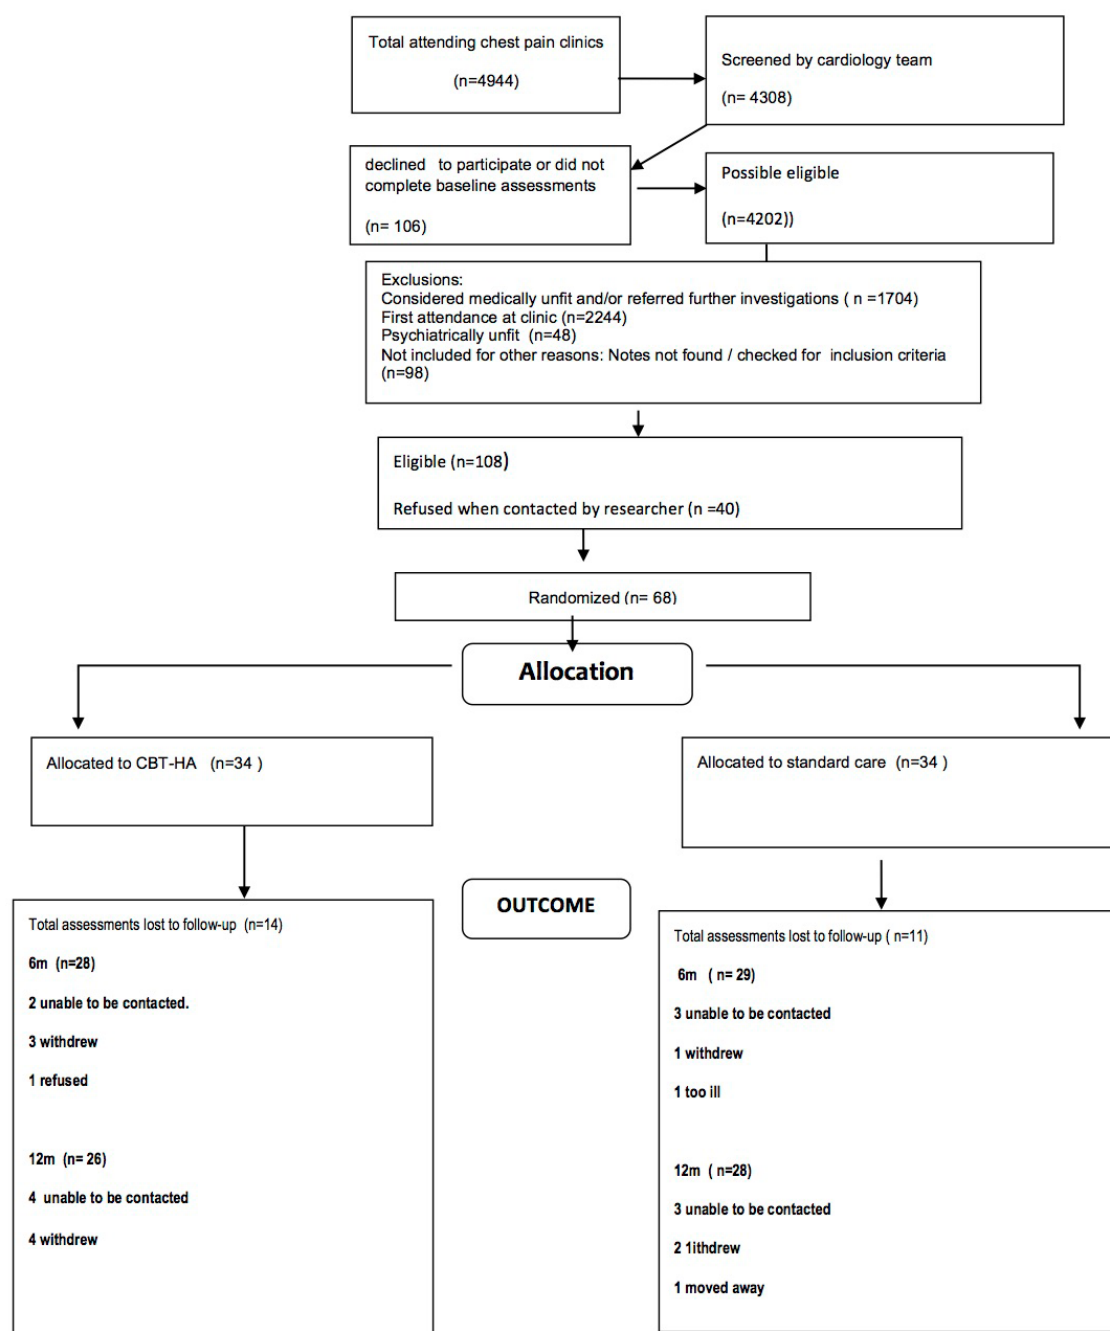 Total attending chest pain clinics
(n=4944)
Screened by cardiology team
(n= 4308)
declined to participate or did not
complete baseline assessments
(n= 106)
Possible eligible
(n=4202))
Exclusions:
Considered medically unfit and/or referred further investigations ( n =1704)
First attendance at clinic (n=2244)
Psychiatrically unfit (n=48)
Not included for other reasons: Notes not found / checked for inclusion criteria
(n=98)
Eligible (n=108)
Refused when contacted by researcher (n =40)
Randomized (n= 68)
Allocation
Allocated to CBT-HA (n=34 )
Allocated to standard care (n=34 )
OUTCOME
Total assessments lost to follow-up (n=14)
6m (n=28)
2 unable to be contacted.
3 withdrew
1 refused
12m (n= 26)
4 unable to be contacted
4 withdrew
Total assessments lost to follow-up ( n=11)
6m ( n= 29)
3 unable to be contacted
1 withdrew
1 too ill
12m ( n=28)
3 unable to be contacted
2 1ithdrew
1 moved away